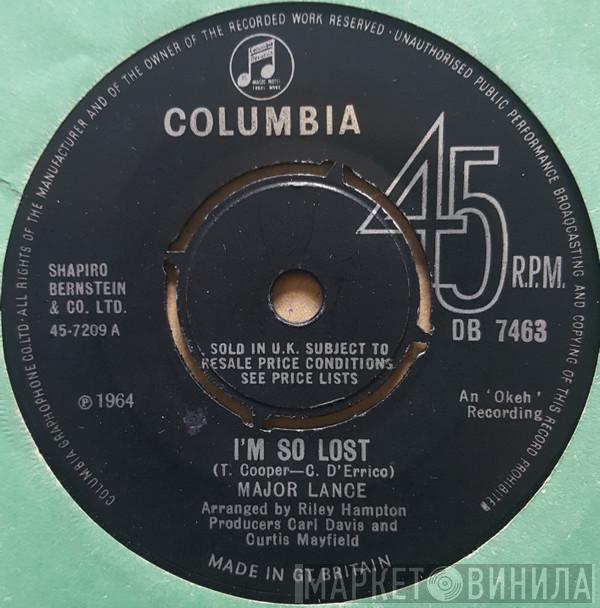 COLUMBIA GRAPHOPHONE CO. LTD·ALL RIGHTS OF THE MANUFACTURER AND OF THE OWNER OF THE RECORDED WORK RESERVED · UNAUTHORISED PUBLIC PERFORMANCE BROADCASTING AND COPYING OF THIS RECORD PROHIBITED
COLUMBIA
45
R.P.M.
SHAPIRO
BERNSTEIN
& CO. LTD.
45-7209 A
DB 7463
SOLD IN U.K. SUBJECT TO
RESALE PRICE CONDITIONS
SEE PRICE LISTS
℗ 1964
An 'Okeh'
Recording
I'M SO LOST
(T. Cooper—C. D'Errico)
MAJOR LANCE
Arranged by Riley Hampton
Producers Carl Davis and
Curtis Mayfield
MADE IN GT. BRITAIN
МАРКЕТ ВИНИЛА